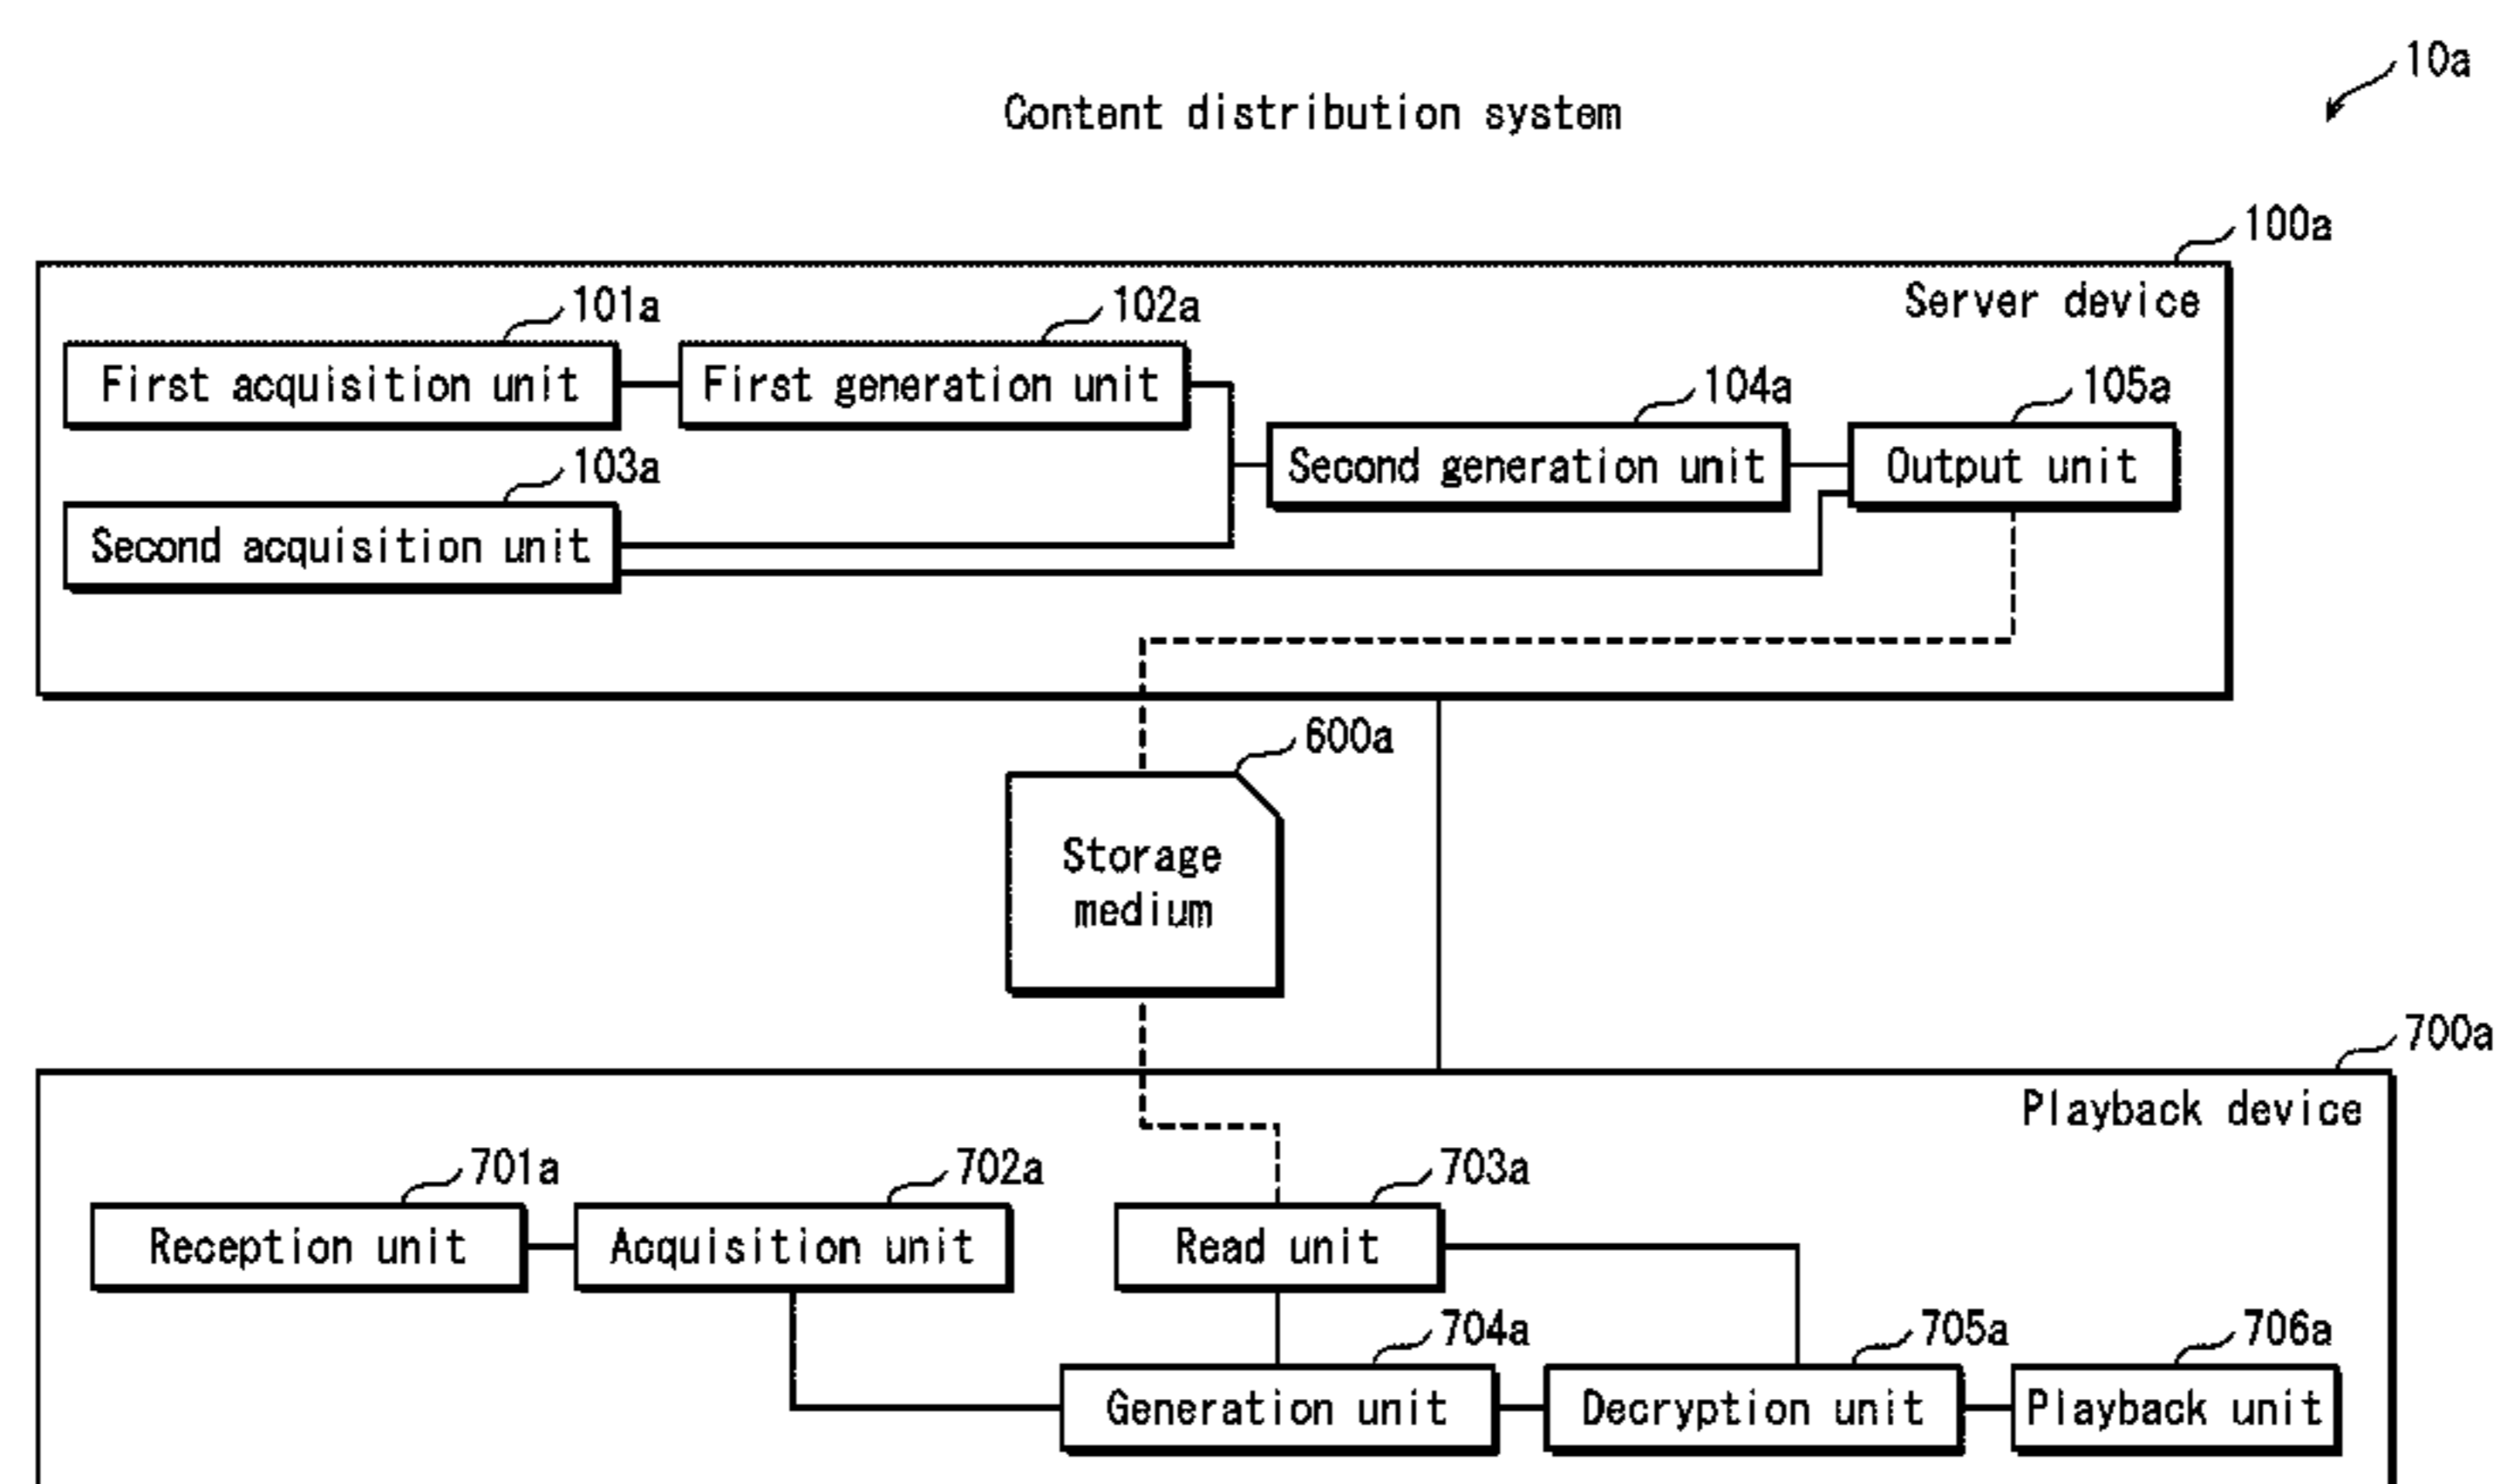 10a
Content distribution system
100a
Server device
101a
102a
First acquisition unit
First generation unit
104a
105a
103a
Second generation unit
Output unit
Second acquisition unit
600a
Storage
medium
700a
Playback device
701a
702a
703a
Reception unit
Acquisition unit
Read unit
704a
705a
706a
Generation unit
Decryption unit
Playback unit